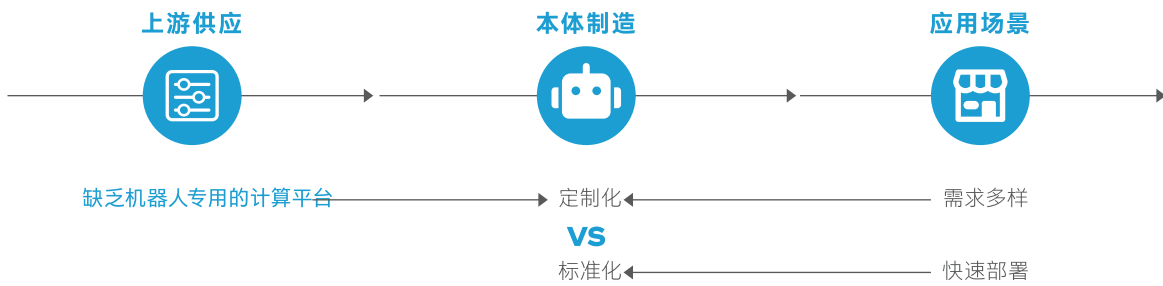 上游供应
本体制造
应用场景
缺乏机器人专用的计算平台
定制化
需求多样
VS
标准化
快速部署